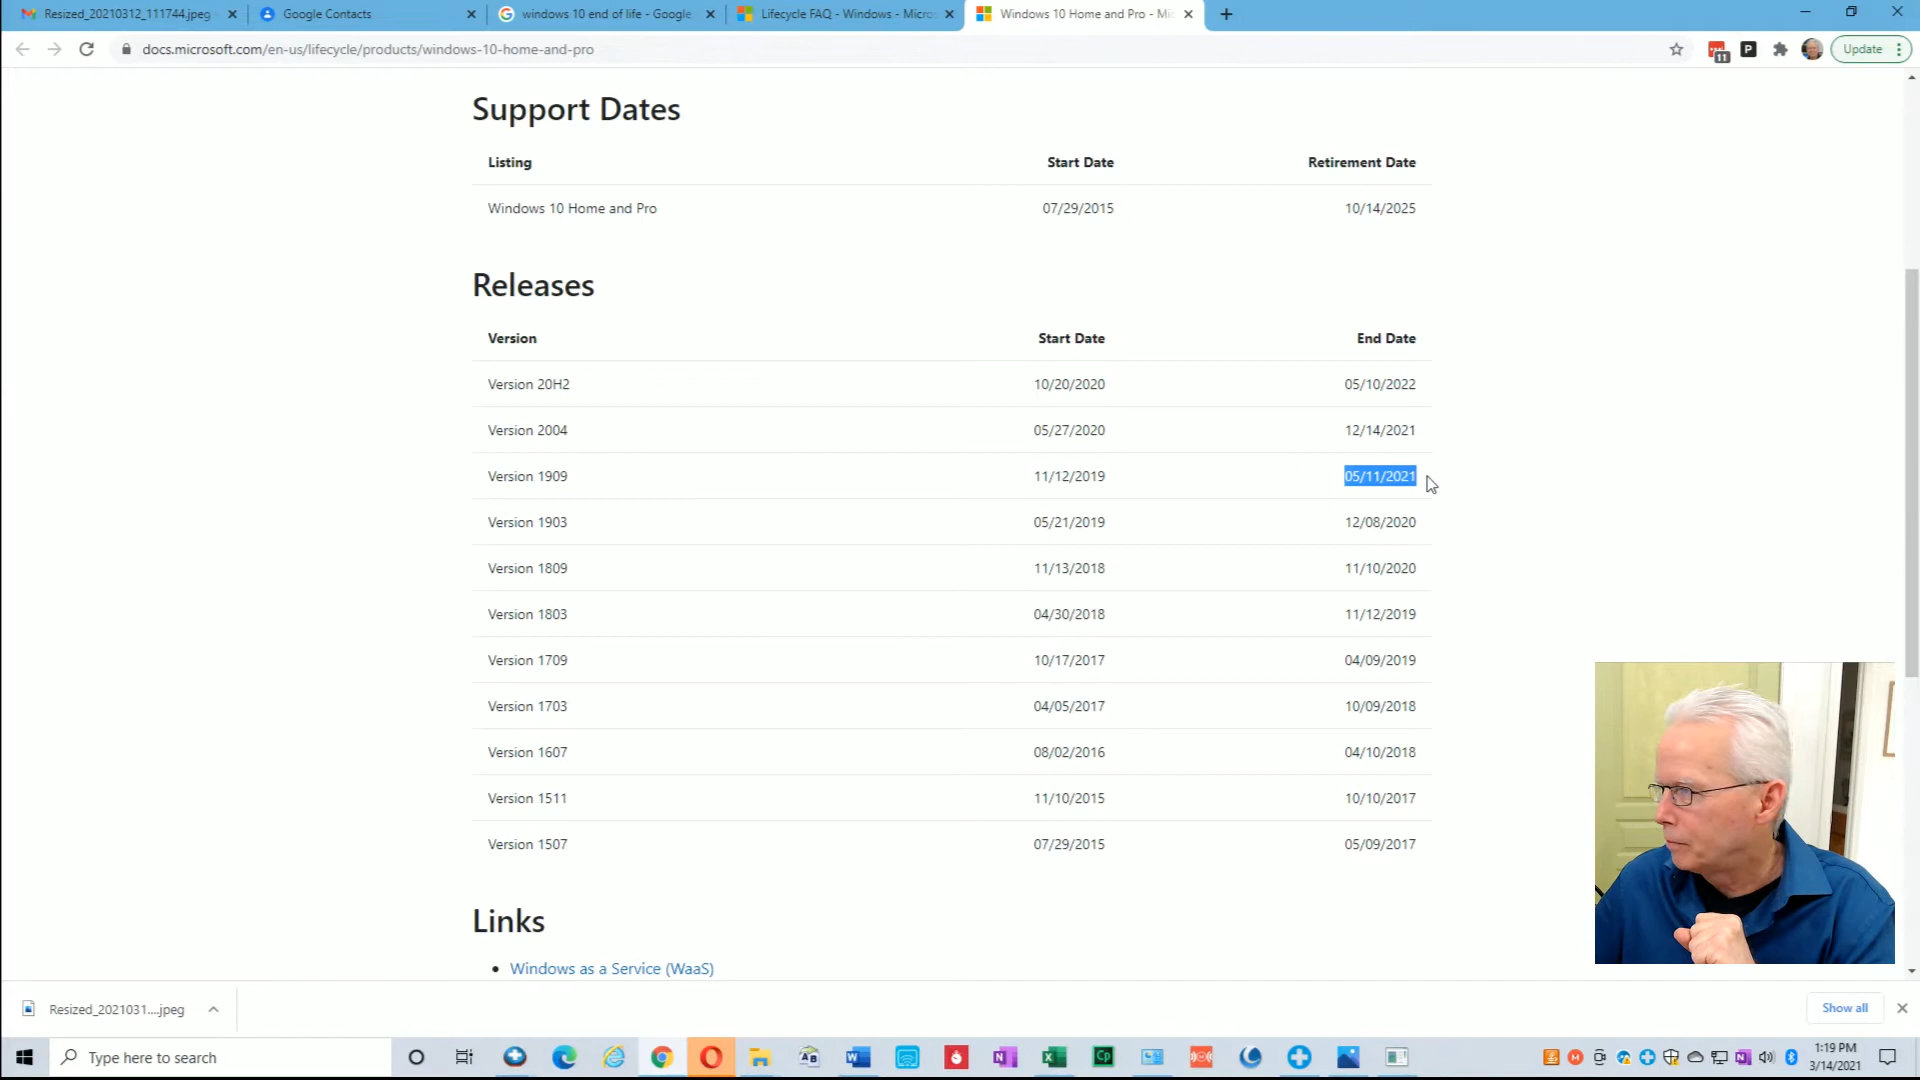 Resized_20210312_111744.jpeg
Google Contacts
windows 10 end of life - Google
Lifecycle FAQ - Windows - Micros
Windows 10 Home and Pro - Mic
docs.microsoft.com/en-us/lifecycle/products/windows-10-home-and-pro
11
P
Update
Support Dates
Listing Start Date Retirement Date
Windows 10 Home and Pro 07/29/2015 10/14/2025
Releases
Version Start Date End Date
Version 20H2 10/20/2020 05/10/2022
Version 2004 05/27/2020 12/14/2021
Version 1909 11/12/2019 05/11/2021
Version 1903 05/21/2019 12/08/2020
Version 1809 11/13/2018 11/10/2020
Version 1803 04/30/2018 11/12/2019
Version 1709 10/17/2017 04/09/2019
Version 1703 04/05/2017 10/09/2018
Version 1607 08/02/2016 04/10/2018
Version 1511 11/10/2015 10/10/2017
Version 1507 07/29/2015 05/09/2017
Links
Windows as a Service (WaaS)
Resized_2021031....jpeg
Show all
Type here to search
1:19 PM
3/14/2021